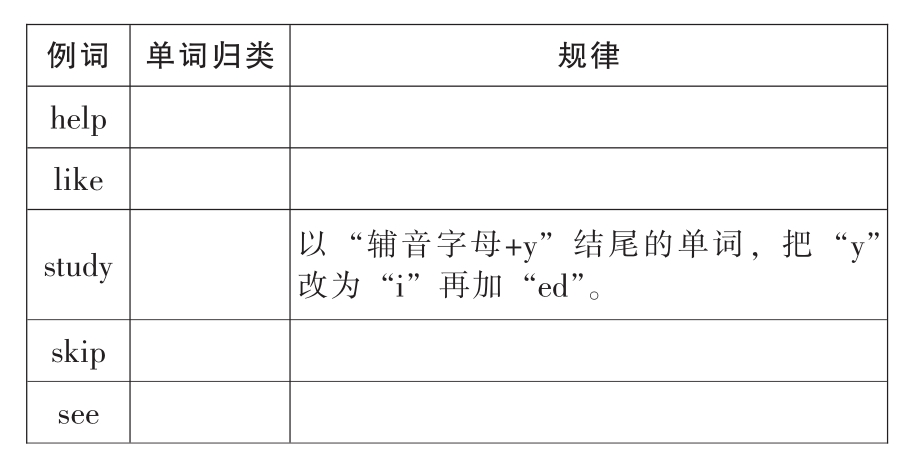 例词 单词归类 规律
help
like
study 以“辅音字母+y”结尾的单词，把“y”
改为“i”再加“ed”。
skip
see